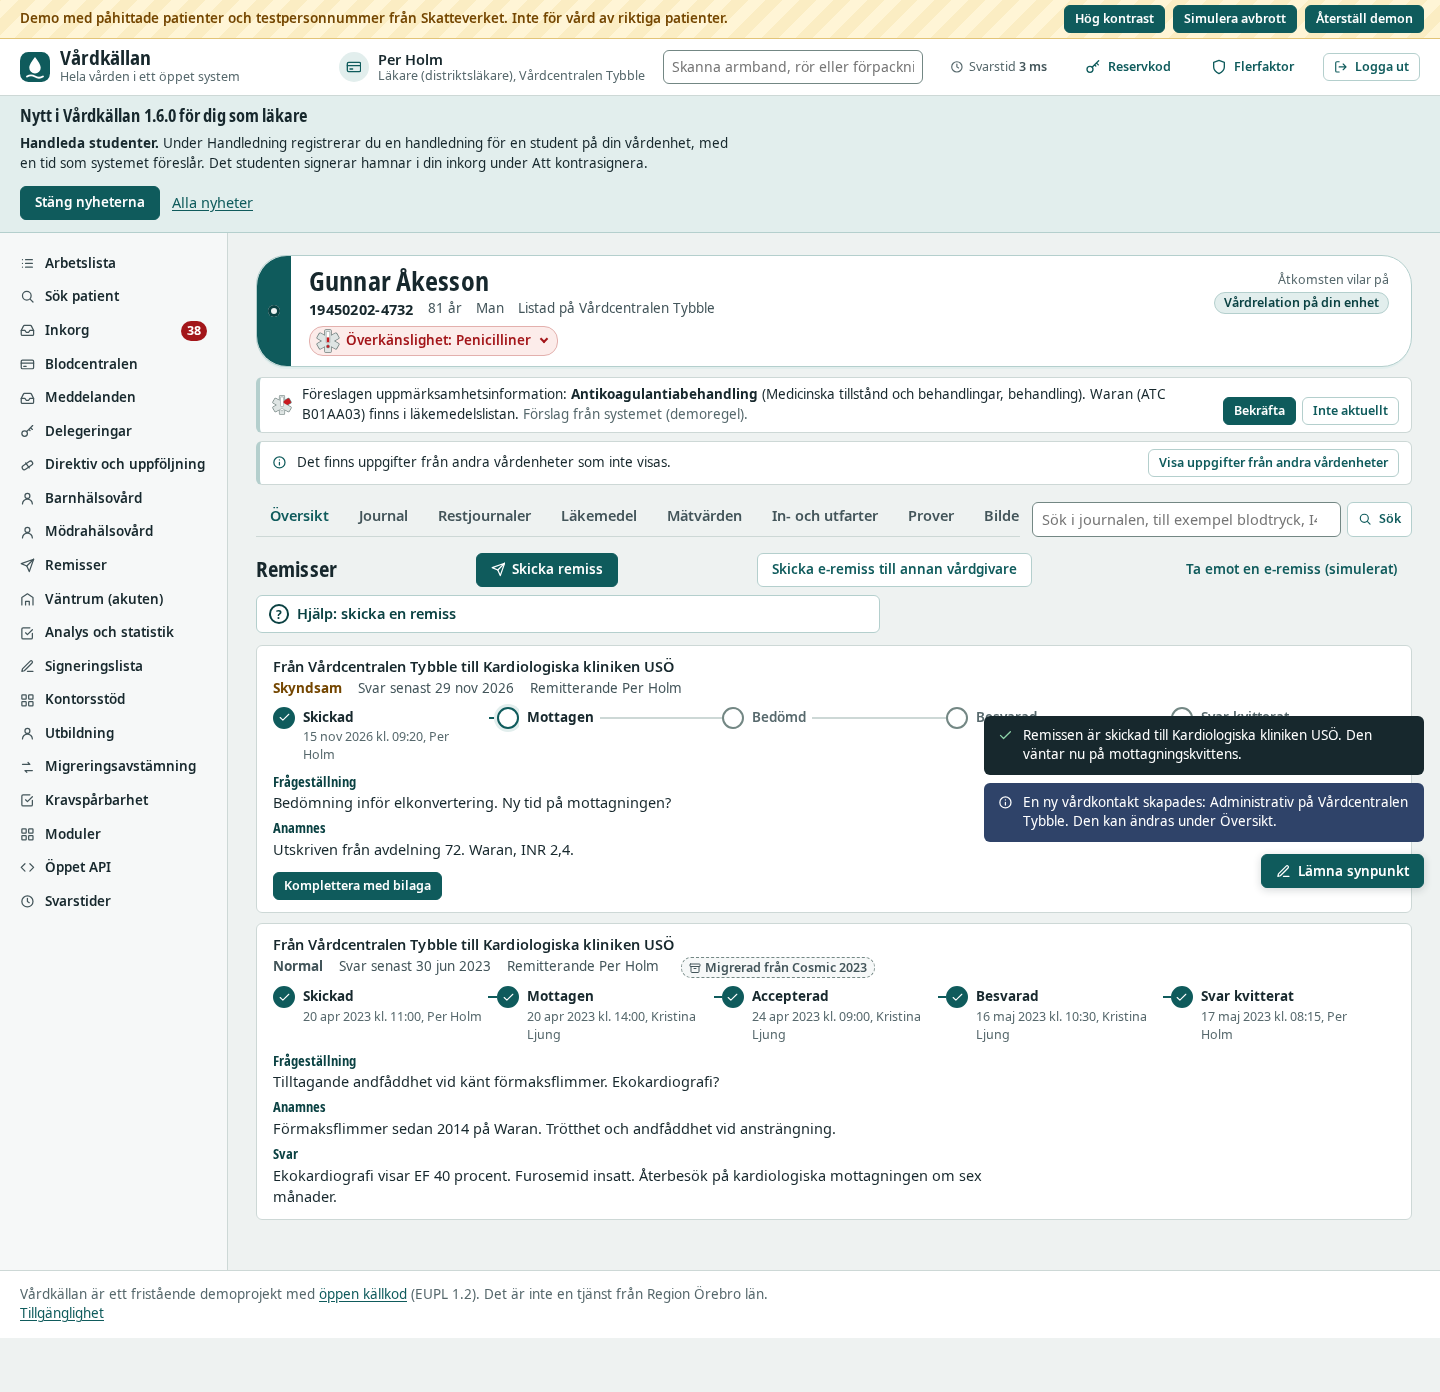 Demo med påhittade patienter och testpersonnummer från Skatteverket. Inte för vård av riktiga patienter.
Hög kontrast
Simulera avbrott
Återställ demon
Vårdkällan
Hela vården i ett öppet system
Per Holm
Läkare (distriktsläkare), Vårdcentralen Tybble
Skanna armband, rör eller förpackni
Svarstid 3 ms
Reservkod
Flerfaktor
Logga ut
Nytt i Vårdkällan 1.6.0 för dig som läkare
Handleda studenter. Under Handledning registrerar du en handledning för en student på din vårdenhet, med
en tid som systemet föreslår. Det studenten signerar hamnar i din inkorg under Att kontrasignera.
Stäng nyheterna
Alla nyheter
Arbetslista
Sök patient
Inkorg
38
Blodcentralen
Meddelanden
Delegeringar
Direktiv och uppföljning
Barnhälsovård
Mödrahälsovård
Remisser
Väntrum (akuten)
Analys och statistik
Signeringslista
Kontorsstöd
Utbildning
Migreringsavstämning
Kravspårbarhet
Moduler
Öppet API
Svarstider
Gunnar Åkesson
19450202-4732 81 år Man Listad på Vårdcentralen Tybble
Överkänslighet: Penicilliner
Åtkomsten vilar på
Vårdrelation på din enhet
Föreslagen uppmärksamhetsinformation: Antikoagulantiabehandling (Medicinska tillstånd och behandlingar, behandling). Waran (ATC
B01AA03) finns i läkemedelslistan. Förslag från systemet (demoregel).
Bekräfta
Inte aktuellt
Det finns uppgifter från andra vårdenheter som inte visas.
Visa uppgifter från andra vårdenheter
Översikt
Journal
Restjournaler
Läkemedel
Mätvärden
In- och utfarter
Prover
Bilde
Sök i journalen, till exempel blodtryck, I
Sök
Remisser
Skicka remiss
Skicka e-remiss till annan vårdgivare
Ta emot en e-remiss (simulerat)
? Hjälp: skicka en remiss
Från Vårdcentralen Tybble till Kardiologiska kliniken USÖ
Skyndsam Svar senast 29 nov 2026 Remitterande Per Holm
Skickad
15 nov 2026 kl. 09:20, Per
Holm
Mottagen
Bedömd
Besvarad
Svar kvitterat
Remissen är skickad till Kardiologiska kliniken USÖ. Den
väntar nu på mottagningskvittens.
En ny vårdkontakt skapades: Administrativ på Vårdcentralen
Tybble. Den kan ändras under Översikt.
Frågeställning
Bedömning inför elkonvertering. Ny tid på mottagningen?
Anamnes
Utskriven från avdelning 72. Waran, INR 2,4.
Komplettera med bilaga
Lämna synpunkt
Från Vårdcentralen Tybble till Kardiologiska kliniken USÖ
Normal Svar senast 30 jun 2023 Remitterande Per Holm Migrerad från Cosmic 2023
Skickad
20 apr 2023 kl. 11:00, Per Holm
Mottagen
20 apr 2023 kl. 14:00, Kristina
Ljung
Accepterad
24 apr 2023 kl. 09:00, Kristina
Ljung
Besvarad
16 maj 2023 kl. 10:30, Kristina
Ljung
Svar kvitterat
17 maj 2023 kl. 08:15, Per
Holm
Frågeställning
Tilltagande andfåddhet vid känt förmaksflimmer. Ekokardiografi?
Anamnes
Förmaksflimmer sedan 2014 på Waran. Trötthet och andfåddhet vid ansträngning.
Svar
Ekokardiografi visar EF 40 procent. Furosemid insatt. Återbesök på kardiologiska mottagningen om sex
månader.
Vårdkällan är ett fristående demoprojekt med öppen källkod (EUPL 1.2). Det är inte en tjänst från Region Örebro län.
Tillgänglighet